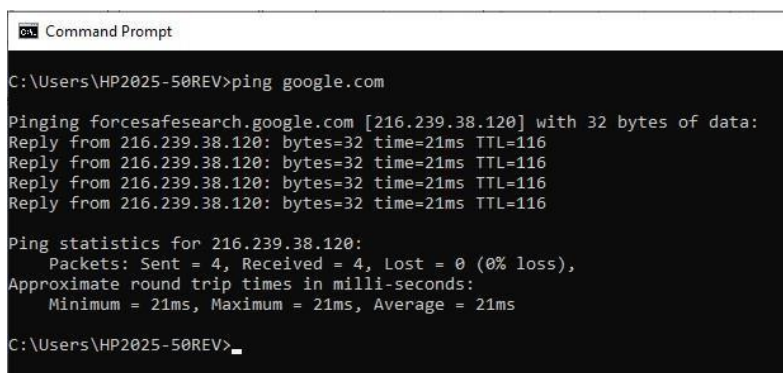 Command Prompt
C:\Users\HP2025-50REV>ping google.com
Pinging forcesafesearch.google.com [216.239.38.120] with 32 bytes of data:
Reply from 216.239.38.120: bytes=32 time=21ms TTL=116
Reply from 216.239.38.120: bytes=32 time=21ms TTL=116
Reply from 216.239.38.120: bytes=32 time=21ms TTL=116
Reply from 216.239.38.120: bytes=32 time=21ms TTL=116
Ping statistics for 216.239.38.120:
    Packets: Sent = 4, Received = 4, Lost = 0 (0% loss),
Approximate round trip times in milli-seconds:
    Minimum = 21ms, Maximum = 21ms, Average = 21ms
C:\Users\HP2025-50REV>